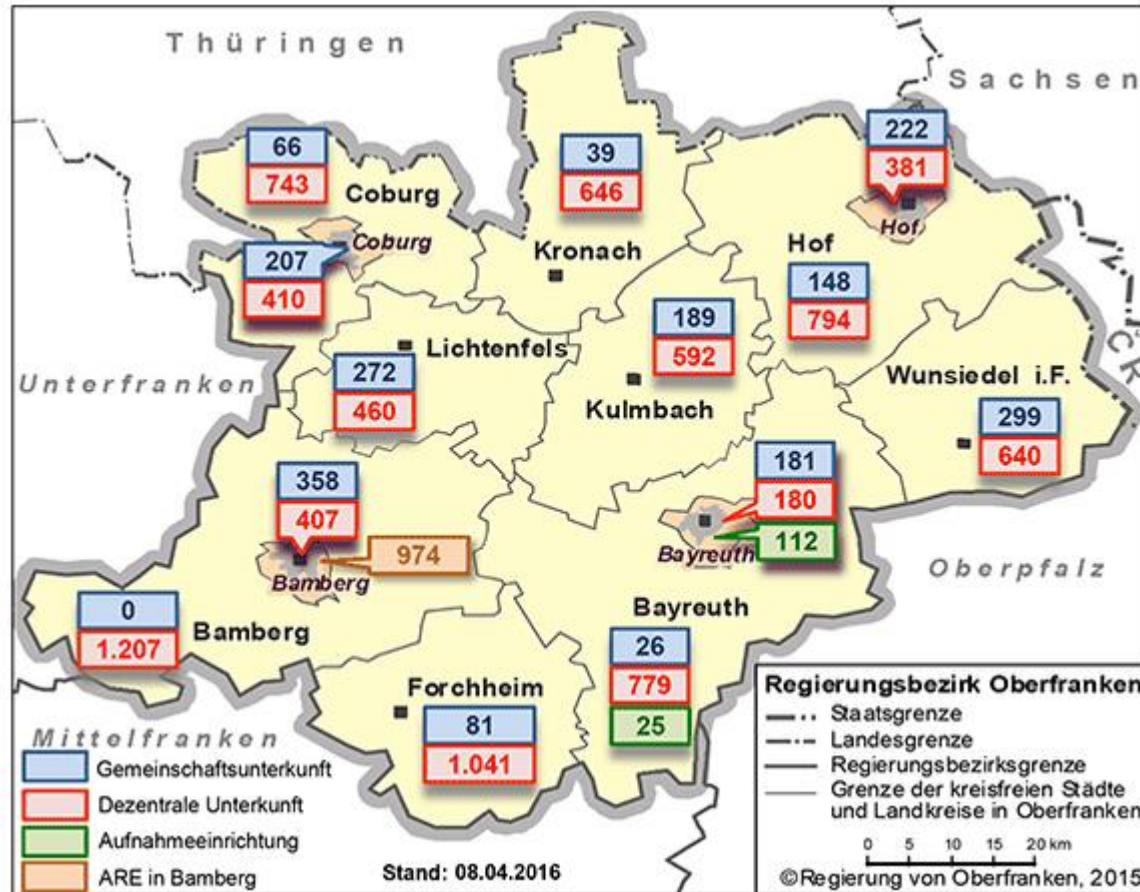 Thüringen
Sachsen
66
743
Coburg
Coburg
207
410
39
646
Kronach
222
381
Hof
Hof
148
794
Lichtenfels
272
460
189
592
Kulmbach
Unterfranken
Wunsiedel i.F.
299
640
358
407
Bamberg
974
181
180
112
Bayreuth
Oberpfalz
0
1.207
Bamberg
Bayreuth
26
779
25
Forchheim
81
1.041
Mittelfranken
Gemeinschaftsunterkunft
Dezentrale Unterkunft
Aufnahmeeinrichtung
ARE in Bamberg
Stand: 08.04.2016
Regierungsbezirk Oberfranken
Staatsgrenze
Landesgrenze
Regierungsbezirksgrenze
Grenze der kreisfreien Städte
und Landkreise in Oberfranken
0 5 10 15 20 km
©Regierung von Oberfranken, 2015